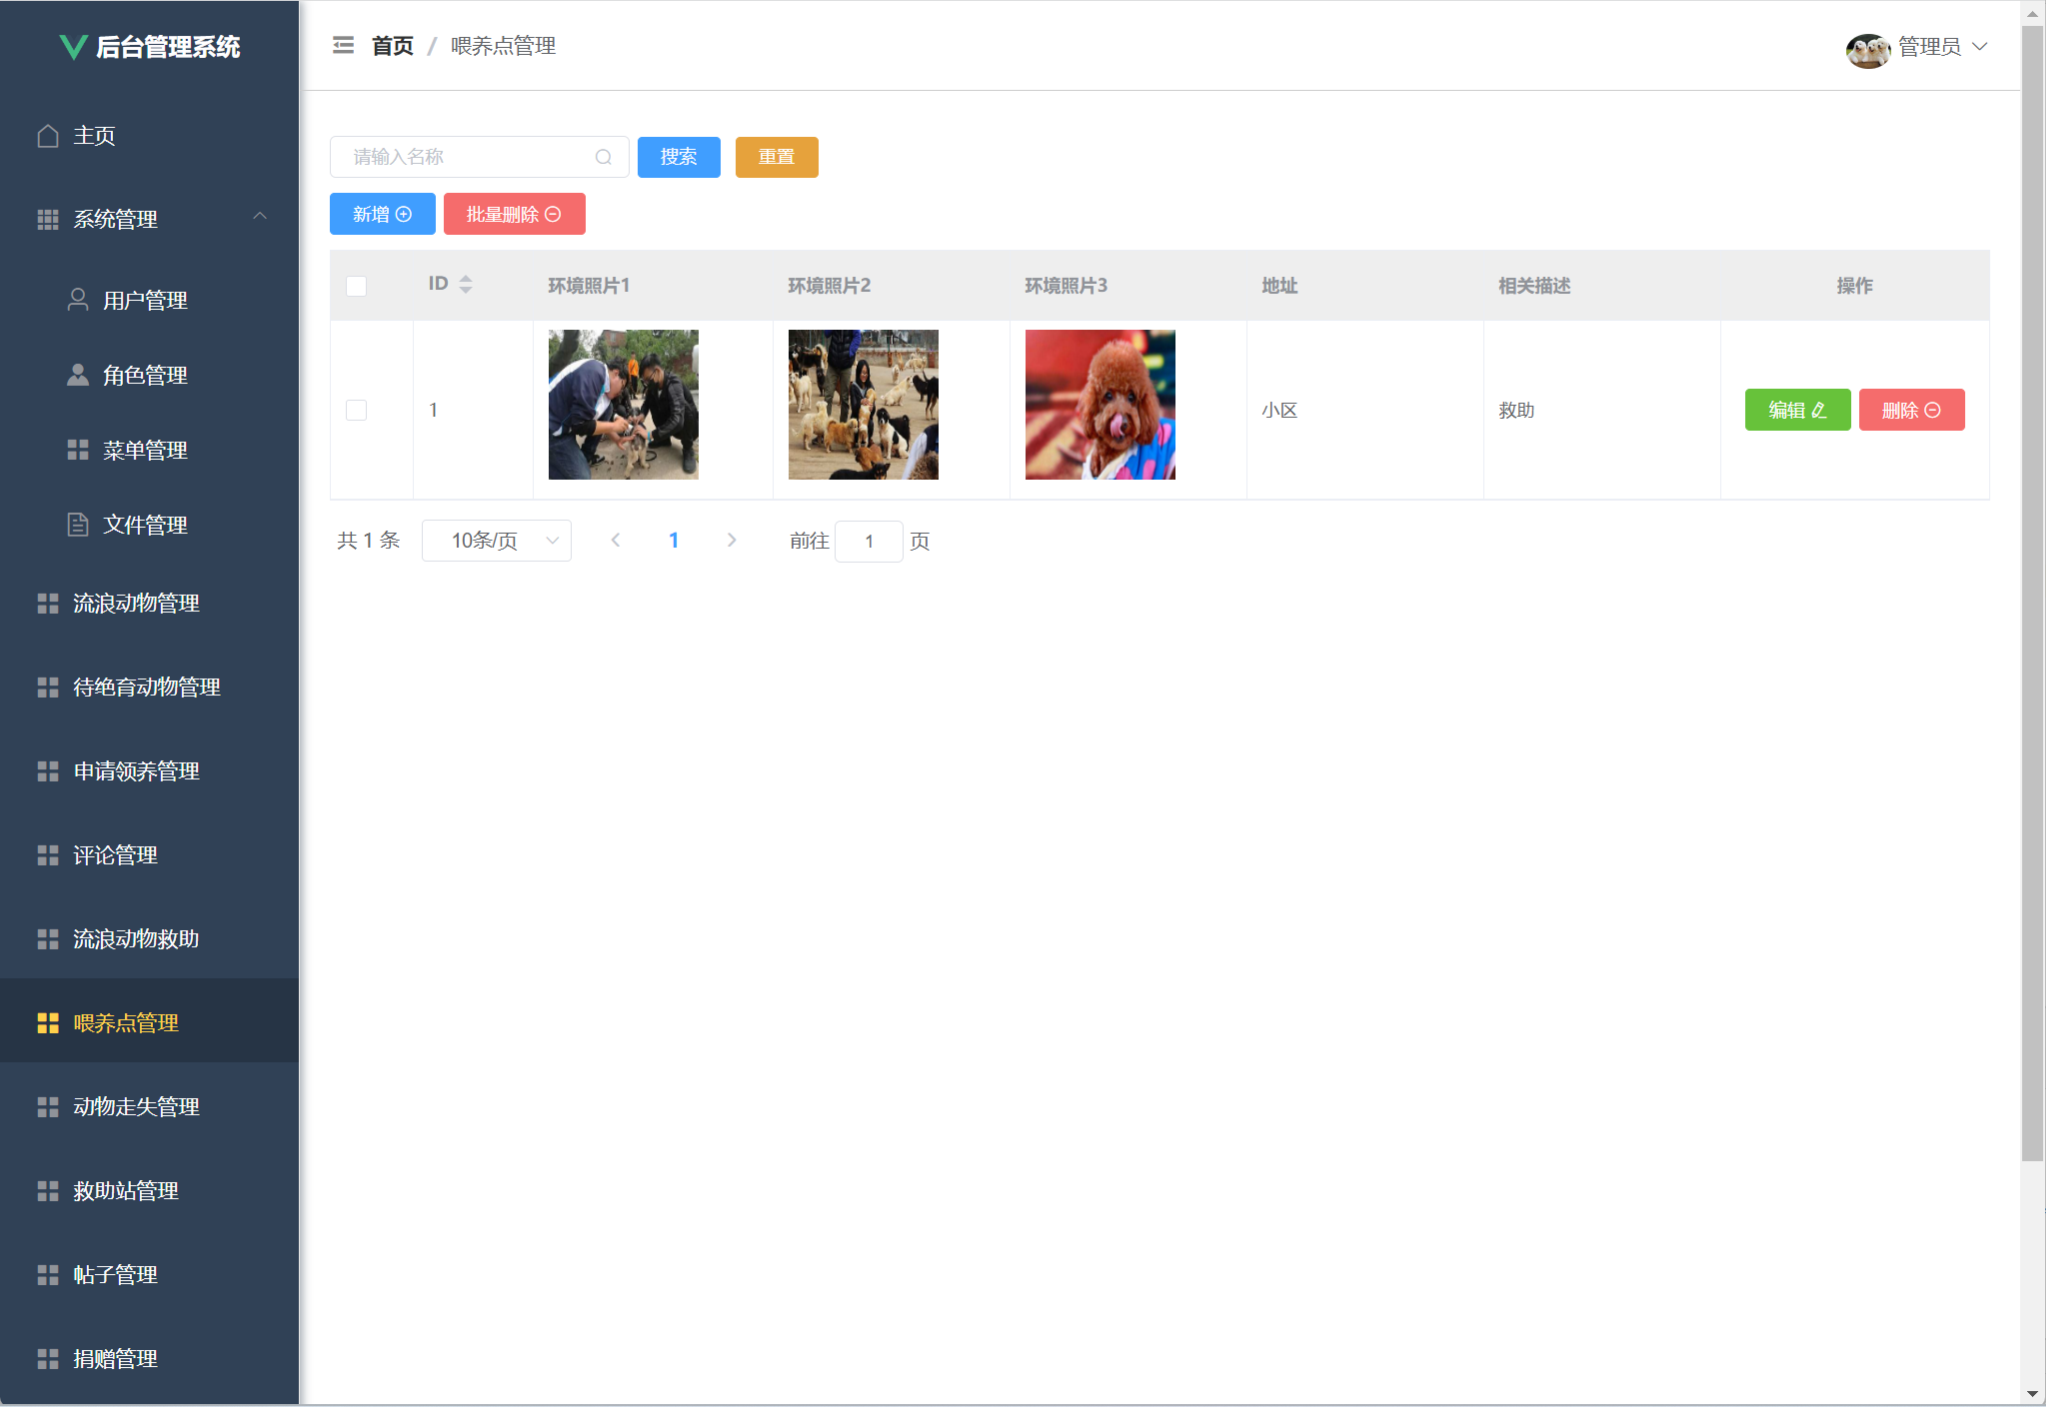 后台管理系统
首页 / 喂养点管理
管理员
主页
系统管理
用户管理
角色管理
菜单管理
文件管理
流浪动物管理
待绝育动物管理
申请领养管理
评论管理
流浪动物救助
喂养点管理
动物走失管理
救助站管理
帖子管理
捐赠管理
请输入名称 搜索 重置
新增 批量删除
ID 环境照片1 环境照片2 环境照片3 地址 相关描述 操作
1 小区 救助 编辑 删除
共 1 条 10条/页 1 前往 1 页